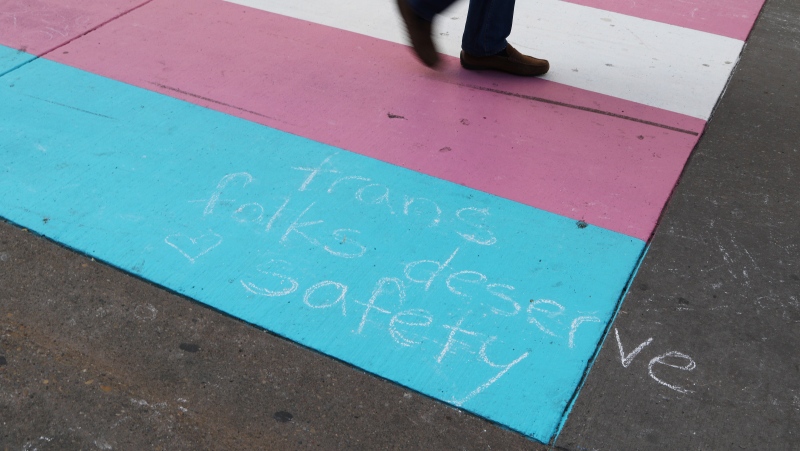 trans
folks deserve
♡ safety